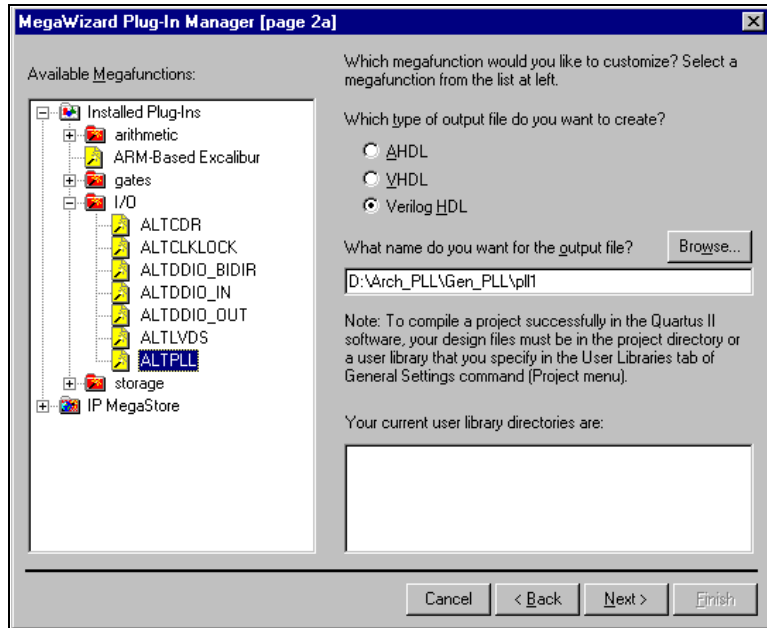 MegaWizard Plug-In Manager [page 2a]
Available Megafunctions:
Installed Plug-Ins
arithmetic
ARM-Based Excalibur
gates
I/O
ALTCDR
ALTCLKLOCK
ALTDDIO_BIDIR
ALTDDIO_IN
ALTDDIO_OUT
ALTLVDS
ALTPLL
storage
IP MegaStore
Which megafunction would you like to customize? Select a
megafunction from the list at left.
Which type of output file do you want to create?
AHDL
VHDL
Verilog HDL
What name do you want for the output file?
Browse...
D:\Arch_PLL\Gen_PLL\pll1
Note: To compile a project successfully in the Quartus II
software, your design files must be in the project directory or
a user library that you specify in the User Libraries tab of
General Settings command (Project menu).
Your current user library directories are:
Cancel
< Back
Next >
Finish